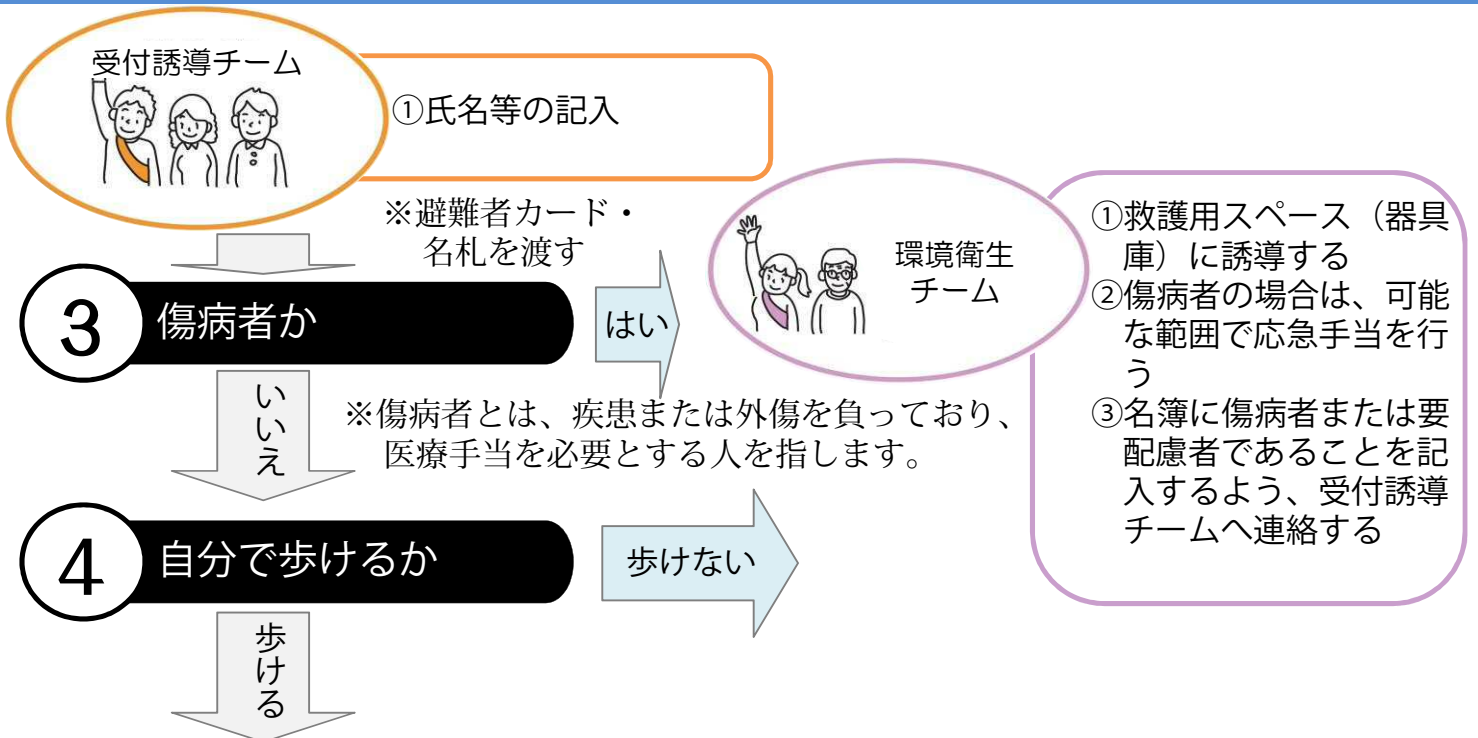 受付誘導チーム
①氏名等の記入
※避難者カード・
名札を渡す
3
傷病者か
はい
環境衛生
チーム
①救護用スペース（器具
庫）に誘導する
②傷病者の場合は、可能
な範囲で応急手当を行
う
③名簿に傷病者または要
配慮者であることを記
入するよう、受付誘導
チームへ連絡する
いいえ
※傷病者とは、疾患または外傷を負っており、
医療手当を必要とする人を指します。
4
自分で歩けるか
歩けない
歩ける